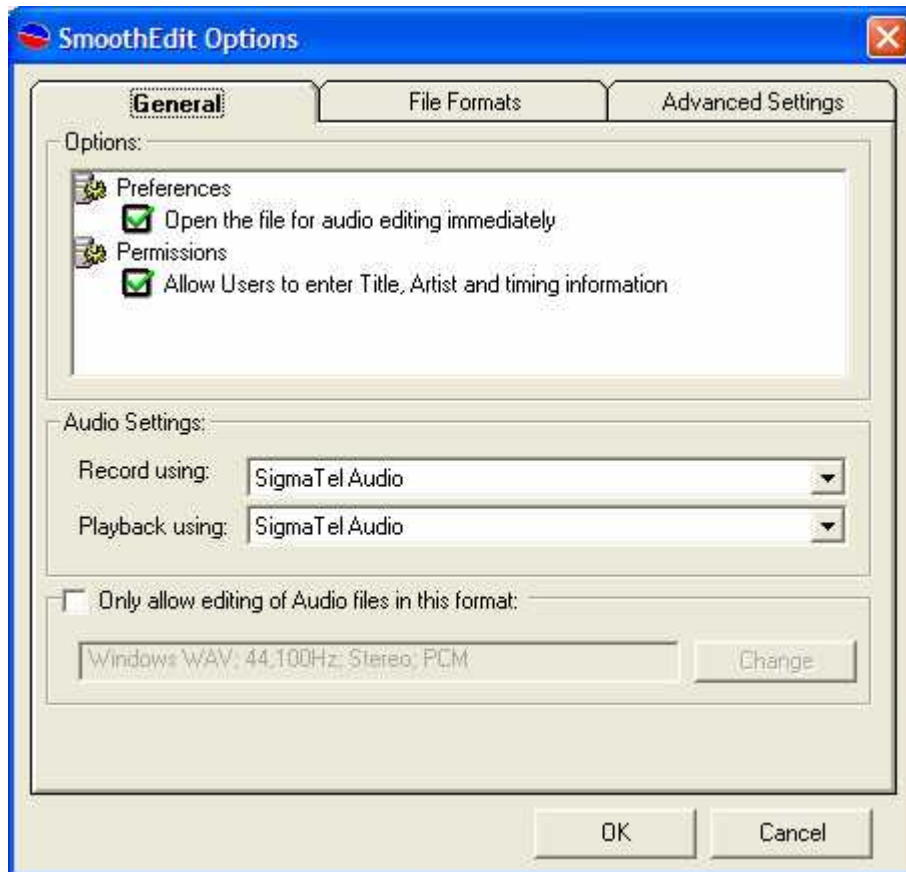 SmoothEdit Options
General File Formats Advanced Settings
Options:
Preferences
Open the file for audio editing immediately
Permissions
Allow Users to enter Title, Artist and timing information
Audio Settings:
Record using: SigmaTel Audio
Playback using: SigmaTel Audio
Only allow editing of Audio files in this format:
Windows WAV; 44,100Hz; Stereo; PCM Change
OK Cancel